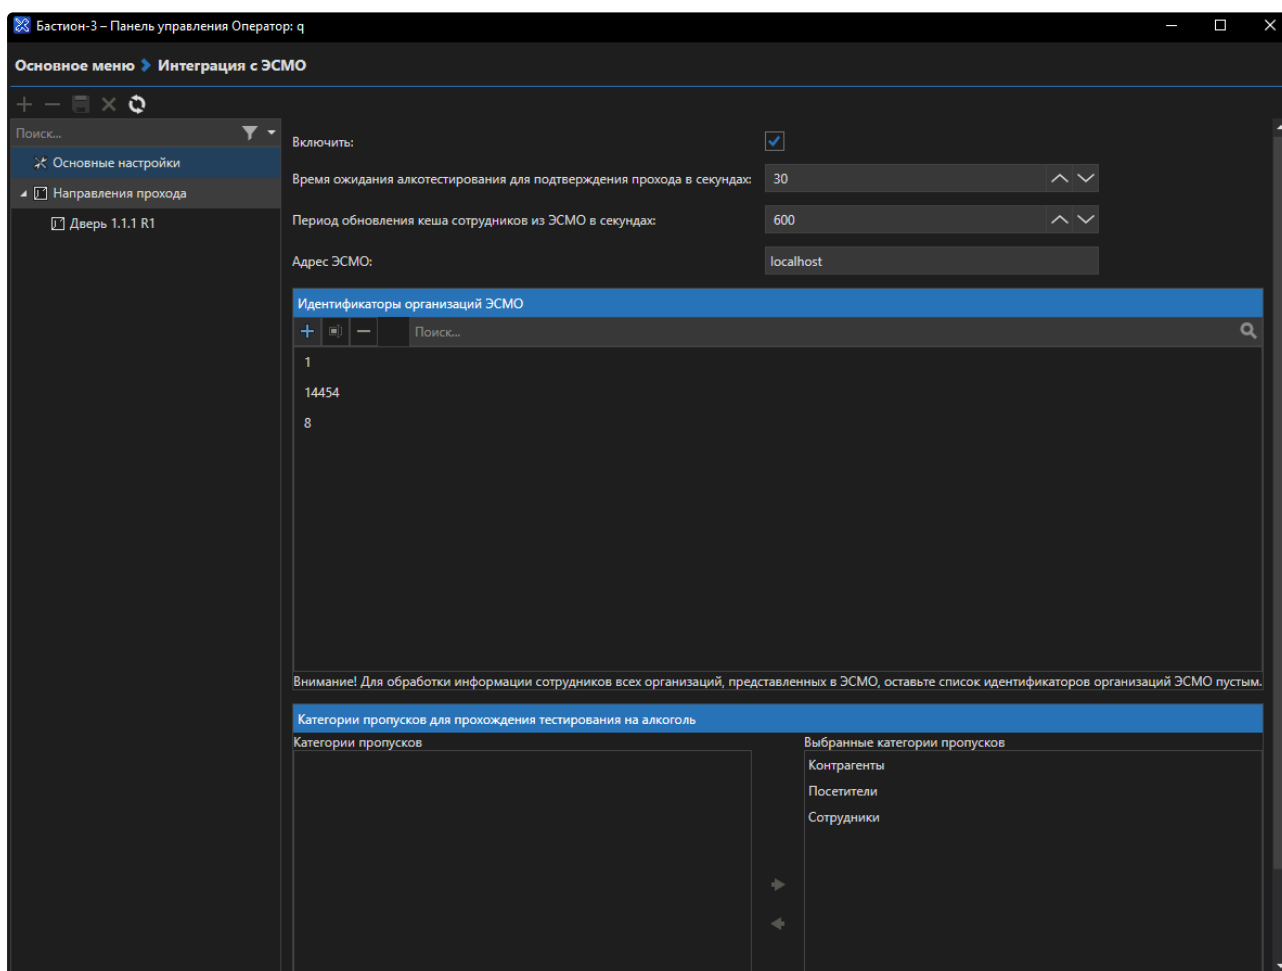 Бастион-3 – Панель управления Оператор: q
Основное меню Интеграция с ЭСМО
Поиск...
Основные настройки
Направления прохода
Дверь 1.1.1 R1
Включить:
Время ожидания алкотестирования для подтверждения прохода в секундах: 30
Период обновления кеша сотрудников из ЭСМО в секундах: 600
Адрес ЭСМО: localhost
Идентификаторы организаций ЭСМО
Поиск...
1
14454
8
Внимание! Для обработки информации сотрудников всех организаций, представленных в ЭСМО, оставьте список идентификаторов организаций ЭСМО пустым.
Категории пропусков для прохождения тестирования на алкоголь
Категории пропусков
Выбранные категории пропусков
Контрагенты
Посетители
Сотрудники